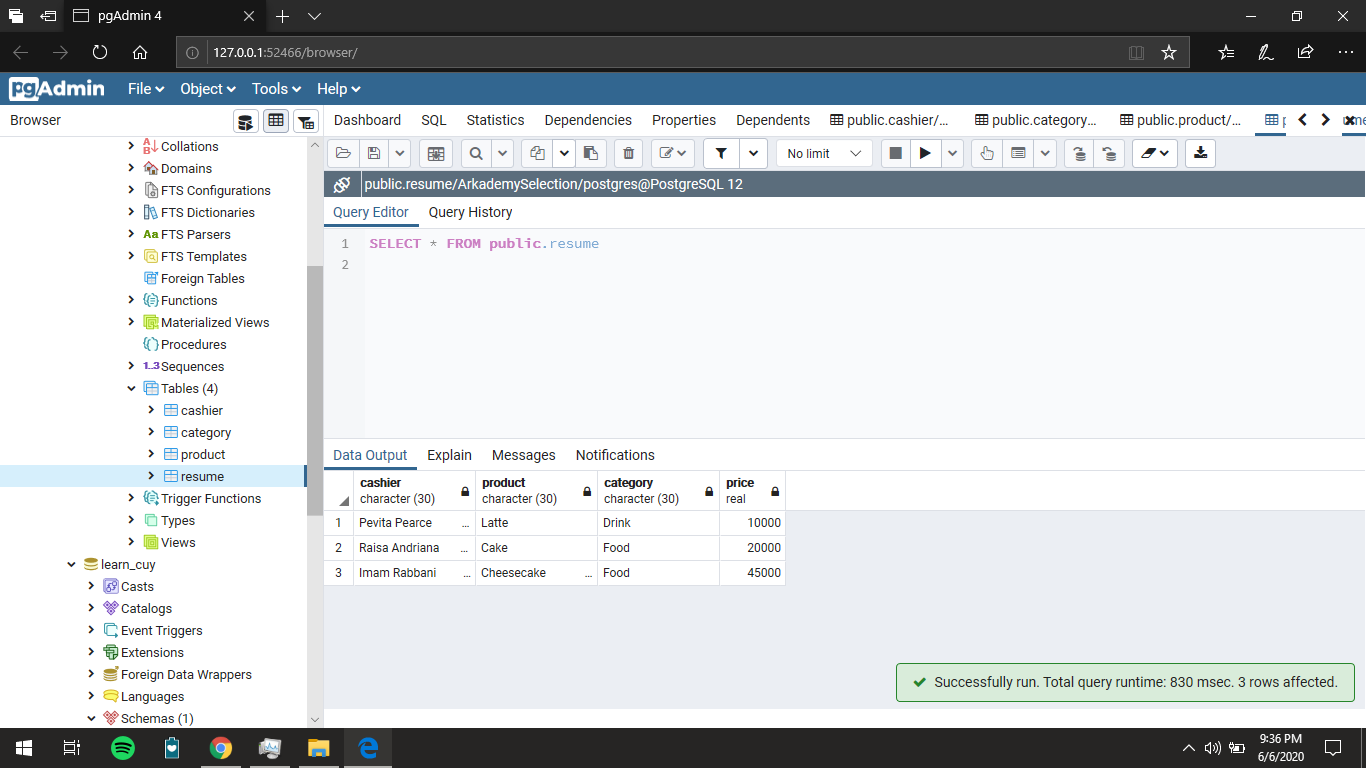 pgAdmin 4
127.0.0.1:52466/browser/
pgAdmin File Object Tools Help
Browser
Dashboard SQL Statistics Dependencies Properties Dependents public.cashier/... public.category... public.product/...
No limit
public.resume/ArkademySelection/postgres@PostgreSQL 12
Query Editor Query History
1 SELECT * FROM public.resume
2
Collations
Domains
FTS Configurations
FTS Dictionaries
Aa FTS Parsers
FTS Templates
Foreign Tables
Functions
Materialized Views
Procedures
1..3 Sequences
Tables (4)
cashier
category
product
resume
Trigger Functions
Types
Views
learn_cuy
Casts
Catalogs
Event Triggers
Extensions
Foreign Data Wrappers
Languages
Schemas (1)
Data Output Explain Messages Notifications
cashier product category price
character (30) character (30) character (30) real
1 Pevita Pearce ... Latte Drink 10000
2 Raisa Andriana ... Cake Food 20000
3 Imam Rabbani ... Cheesecake ... Food 45000
Successfully run. Total query runtime: 830 msec. 3 rows affected.
9:36 PM
6/6/2020